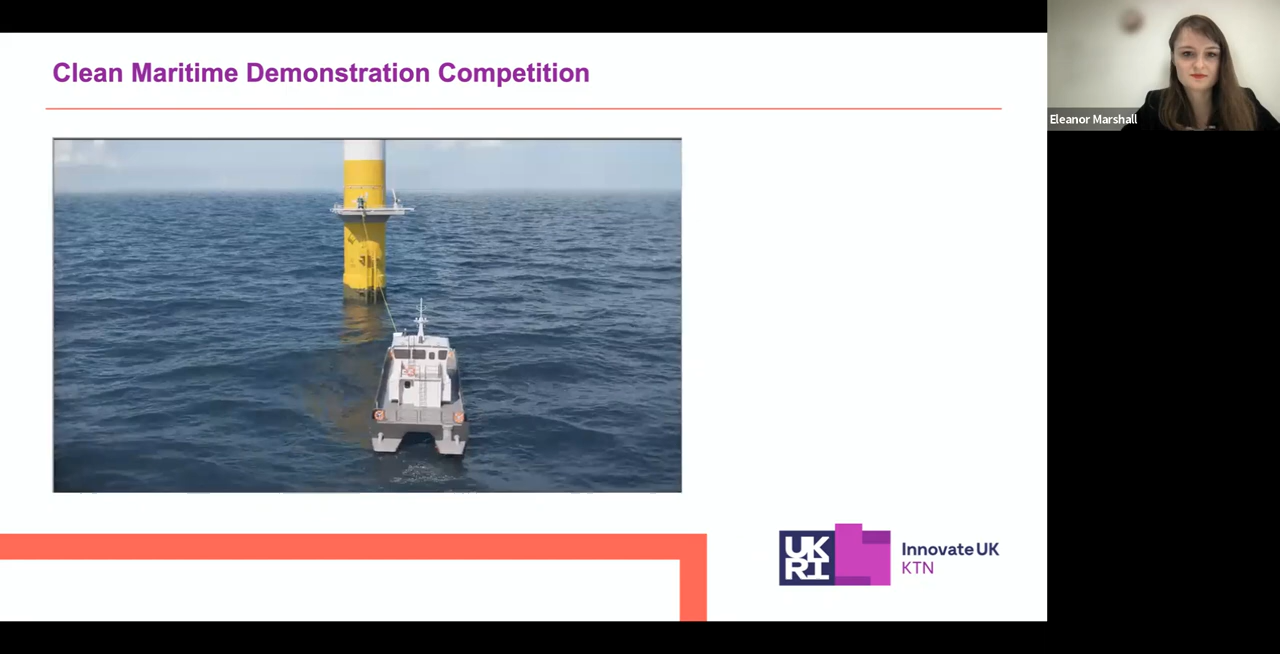 Clean Maritime Demonstration Competition
Eleanor Marshall
UK
RI
Innovate UK
KTN